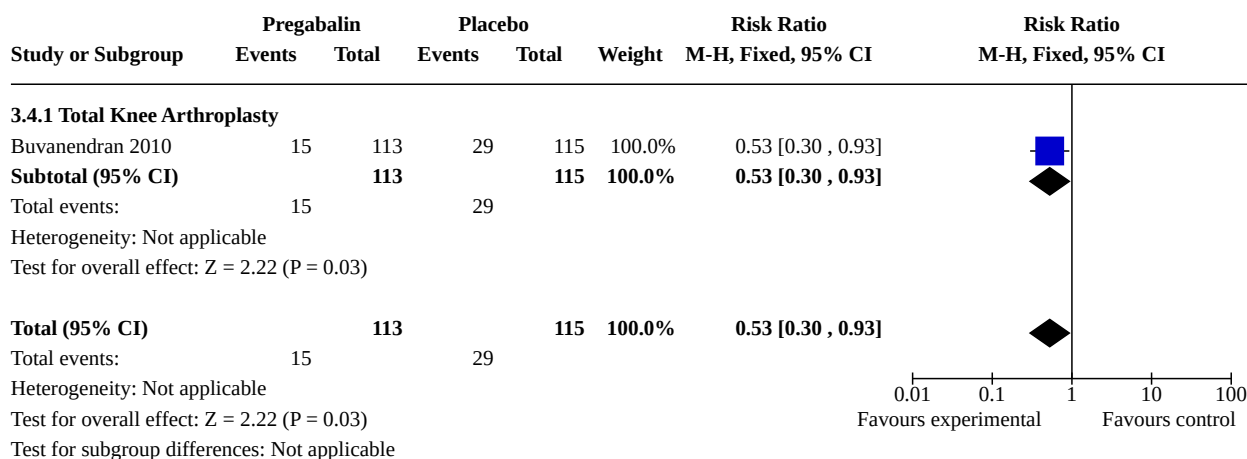 Pregabalin Placebo Risk Ratio Risk Ratio
Study or Subgroup Events Total Events Total Weight M-H, Fixed, 95% CI M-H, Fixed, 95% CI
3.4.1 Total Knee Arthroplasty
Buvanendran 2010 15 113 29 115 100.0% 0.53 [0.30 , 0.93]
Subtotal (95% CI) 113 115 100.0% 0.53 [0.30 , 0.93]
Total events: 15 29
Heterogeneity: Not applicable
Test for overall effect: Z = 2.22 (P = 0.03)
Total (95% CI) 113 115 100.0% 0.53 [0.30 , 0.93]
Total events: 15 29
Heterogeneity: Not applicable 0.01 0.1 1 10 100
Test for overall effect: Z = 2.22 (P = 0.03) Favours experimental Favours control
Test for subgroup differences: Not applicable